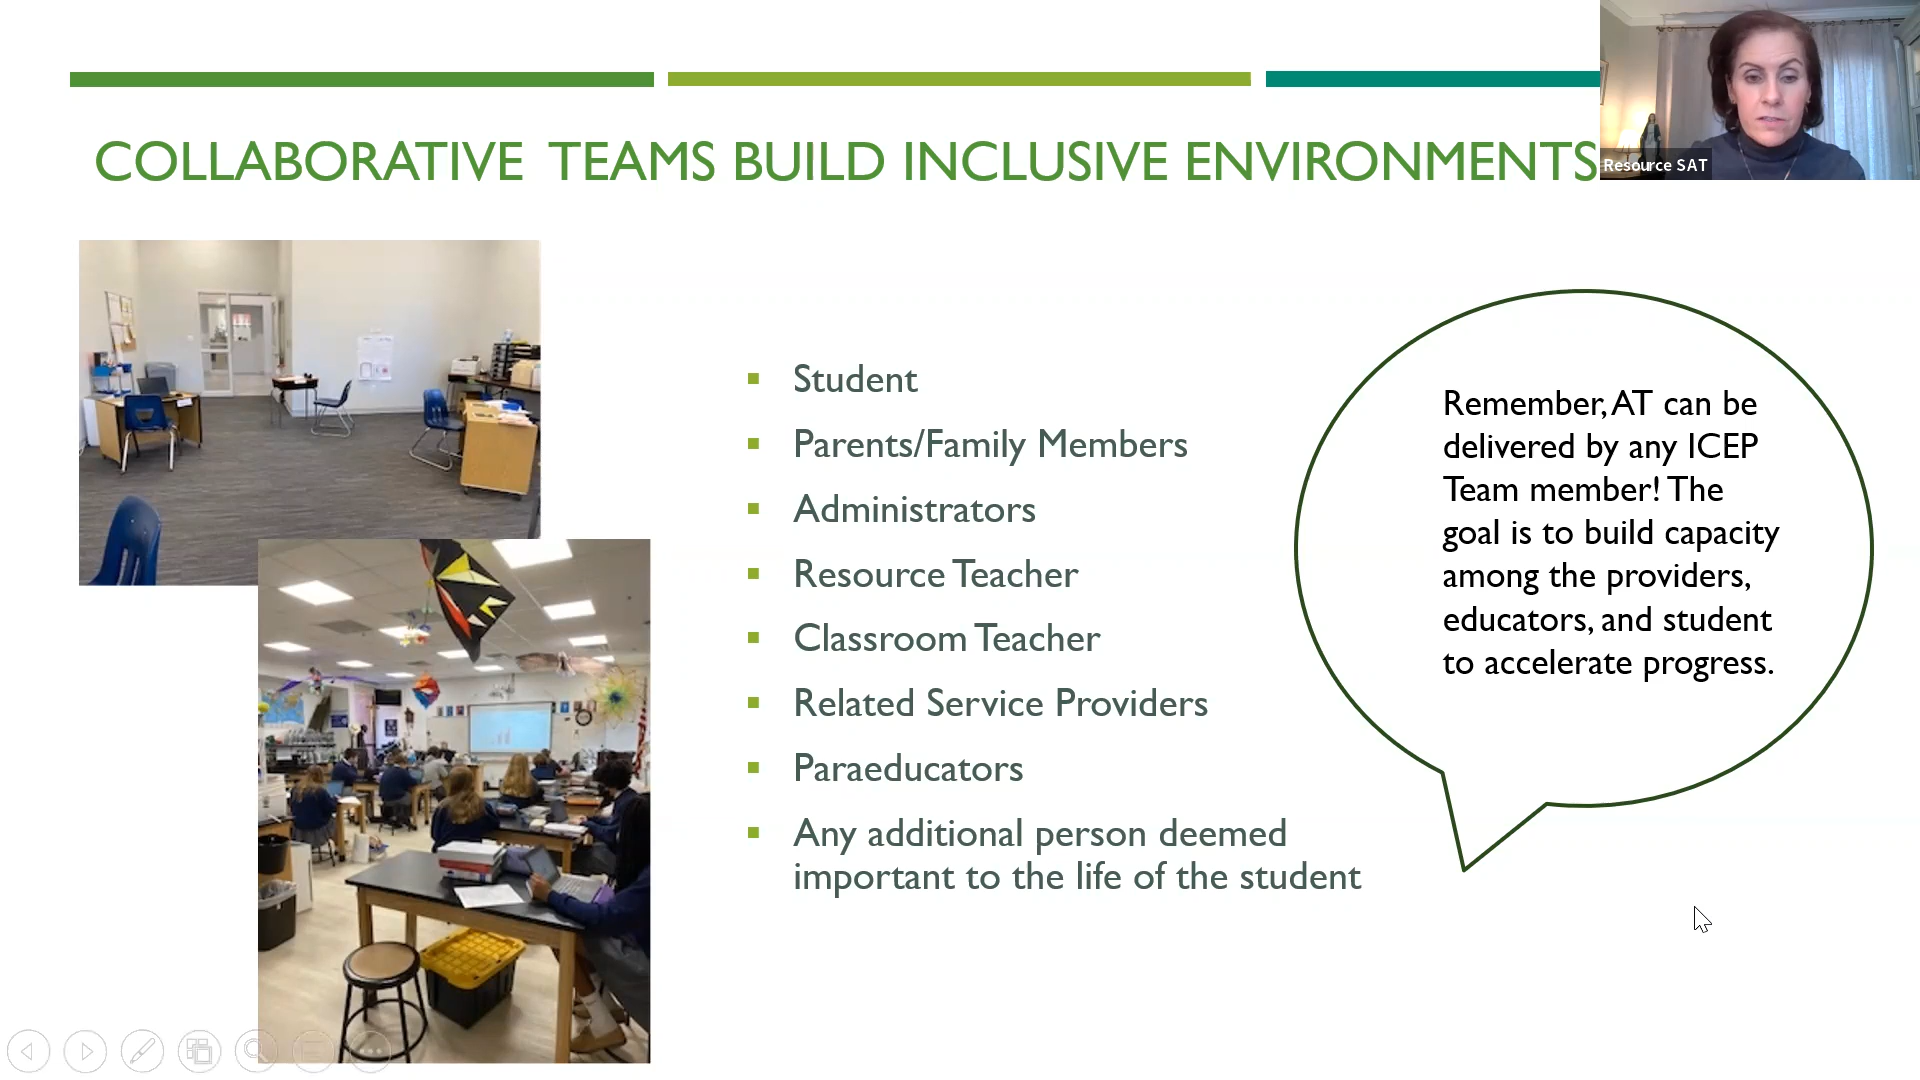 COLLABORATIVE TEAMS BUILD INCLUSIVE ENVIRONMENTS
Resource SAT
Student
Parents/Family Members
Administrators
Resource Teacher
Classroom Teacher
Related Service Providers
Paraeducators
Any additional person deemed
important to the life of the student
Remember, AT can be
delivered by any ICEP
Team member! The
goal is to build capacity
among the providers,
educators, and student
to accelerate progress.